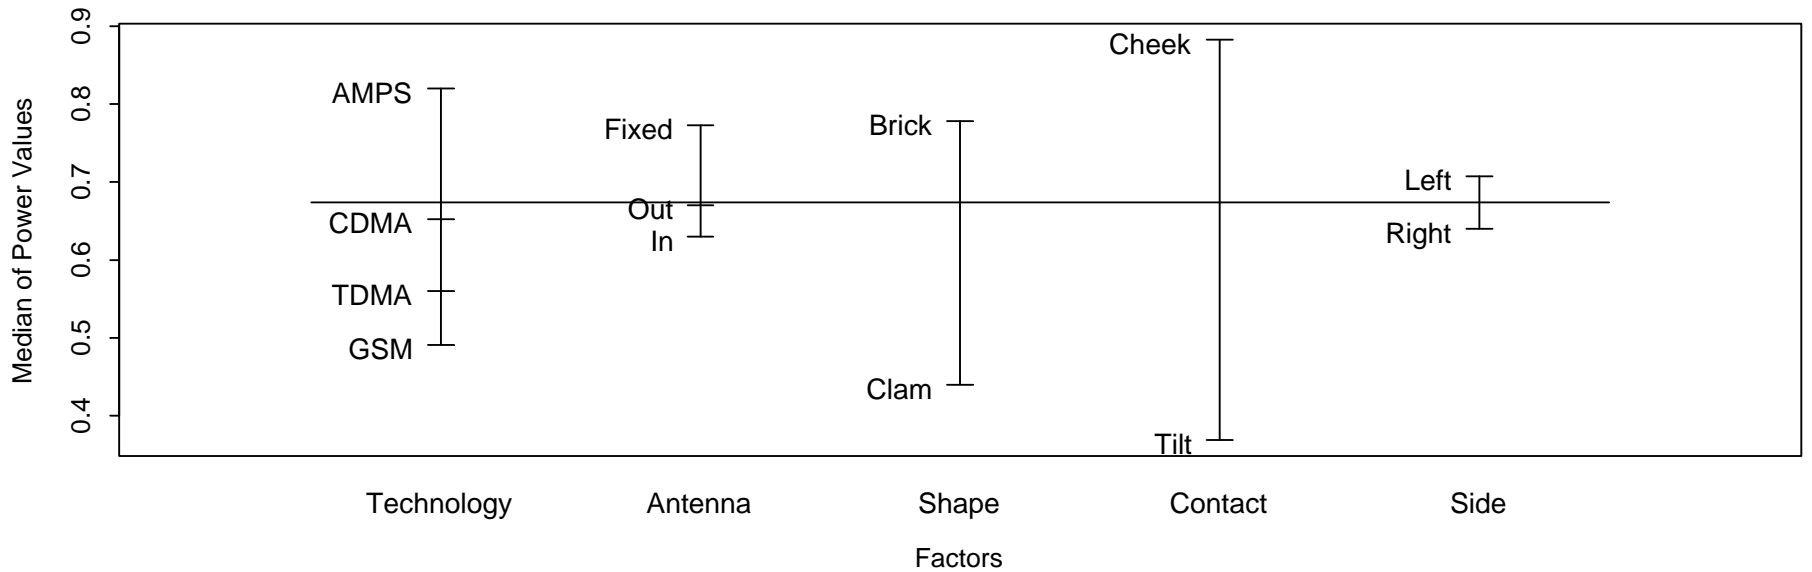 Median of Power Values
0.9
0.8
0.7
0.6
0.5
0.4
AMPS
CDMA
TDMA
GSM
Fixed
Out
In
Brick
Clam
Cheek
Tilt
Left
Right
Technology
Antenna
Shape
Contact
Side
Factors